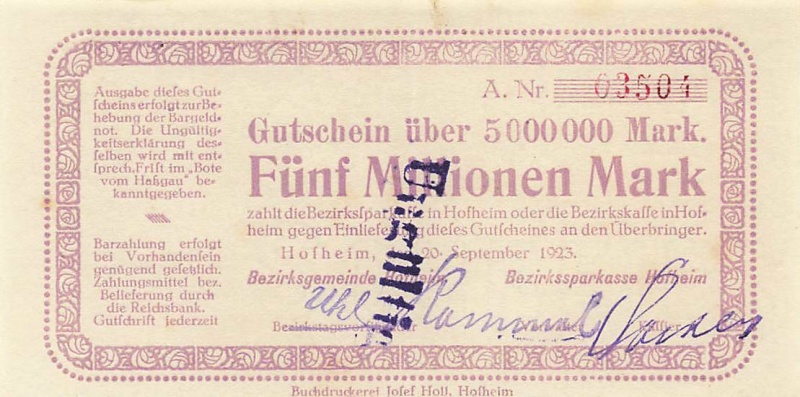 Ausgabe dieses Gut-
scheins erfolgt zur Be-
hebung der Bargeld-
not. Die Ungültig-
keitserklärung des-
selben wird mit ent-
sprech. Frist im „Bote
vom Haßgau" be-
kanntgegeben.
Barzahlung erfolgt
bei Vorhandensein
genügend gesetzlich.
Zahlungsmittel bez.
Belieferung durch
die Reichsbank.
Gutschrift jederzeit
A. Nr. 03504
Gutschein über 5000000 Mark.
Fünf Millionen Mark
zahlt die Bezirkssparkasse in Hofheim oder die Bezirkskasse in Hof-
heim gegen Einlieferung dieses Gutscheines an den Überbringer.
Hofheim, den 20. September 1923.
Bezirksgemeinde Hofheim Bezirkssparkasse Hofheim
Ungültig
Buchdruckerei Josef Holl, Hofheim